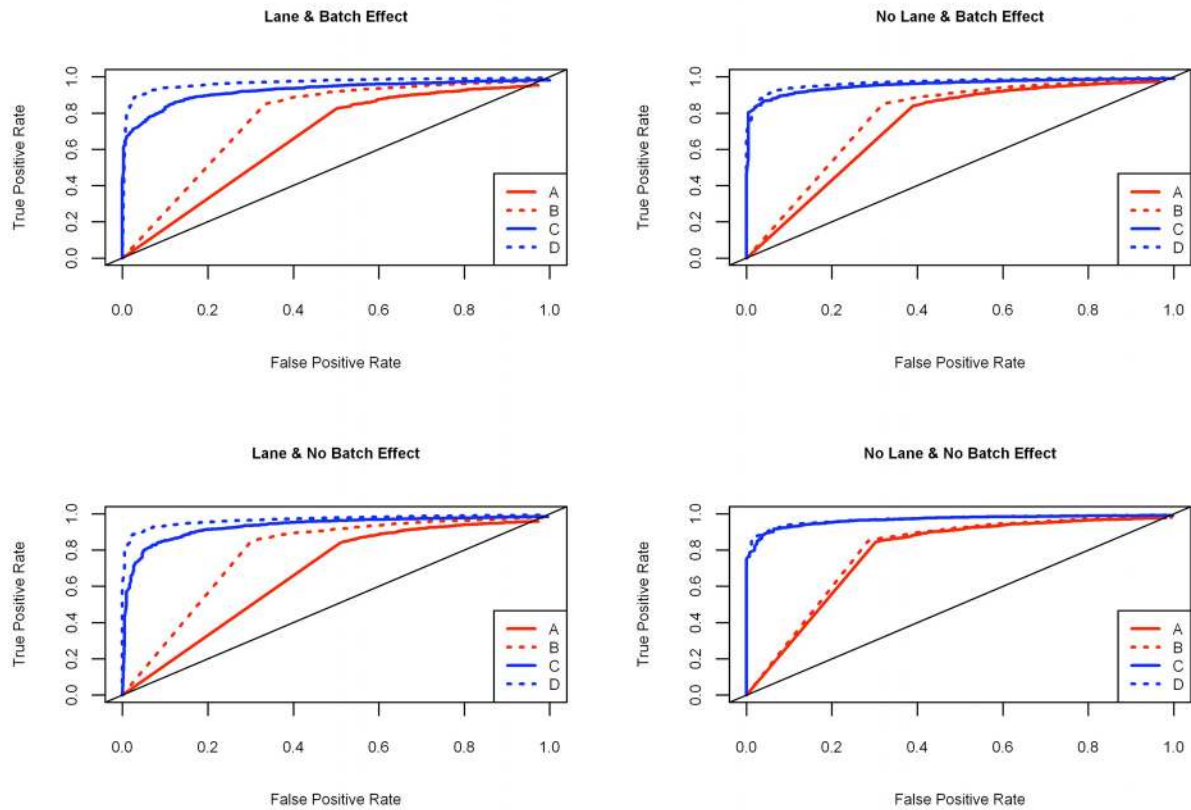 Lane & Batch Effect
True Positive Rate
1.0
0.8
0.6
0.4
0.2
0.0
A
B
C
D
0.0 0.2 0.4 0.6 0.8 1.0
False Positive Rate
No Lane & Batch Effect
True Positive Rate
1.0
0.8
0.6
0.4
0.2
0.0
A
B
C
D
0.0 0.2 0.4 0.6 0.8 1.0
False Positive Rate
Lane & No Batch Effect
True Positive Rate
1.0
0.8
0.6
0.4
0.2
0.0
A
B
C
D
0.0 0.2 0.4 0.6 0.8 1.0
False Positive Rate
No Lane & No Batch Effect
True Positive Rate
1.0
0.8
0.6
0.4
0.2
0.0
A
B
C
D
0.0 0.2 0.4 0.6 0.8 1.0
False Positive Rate